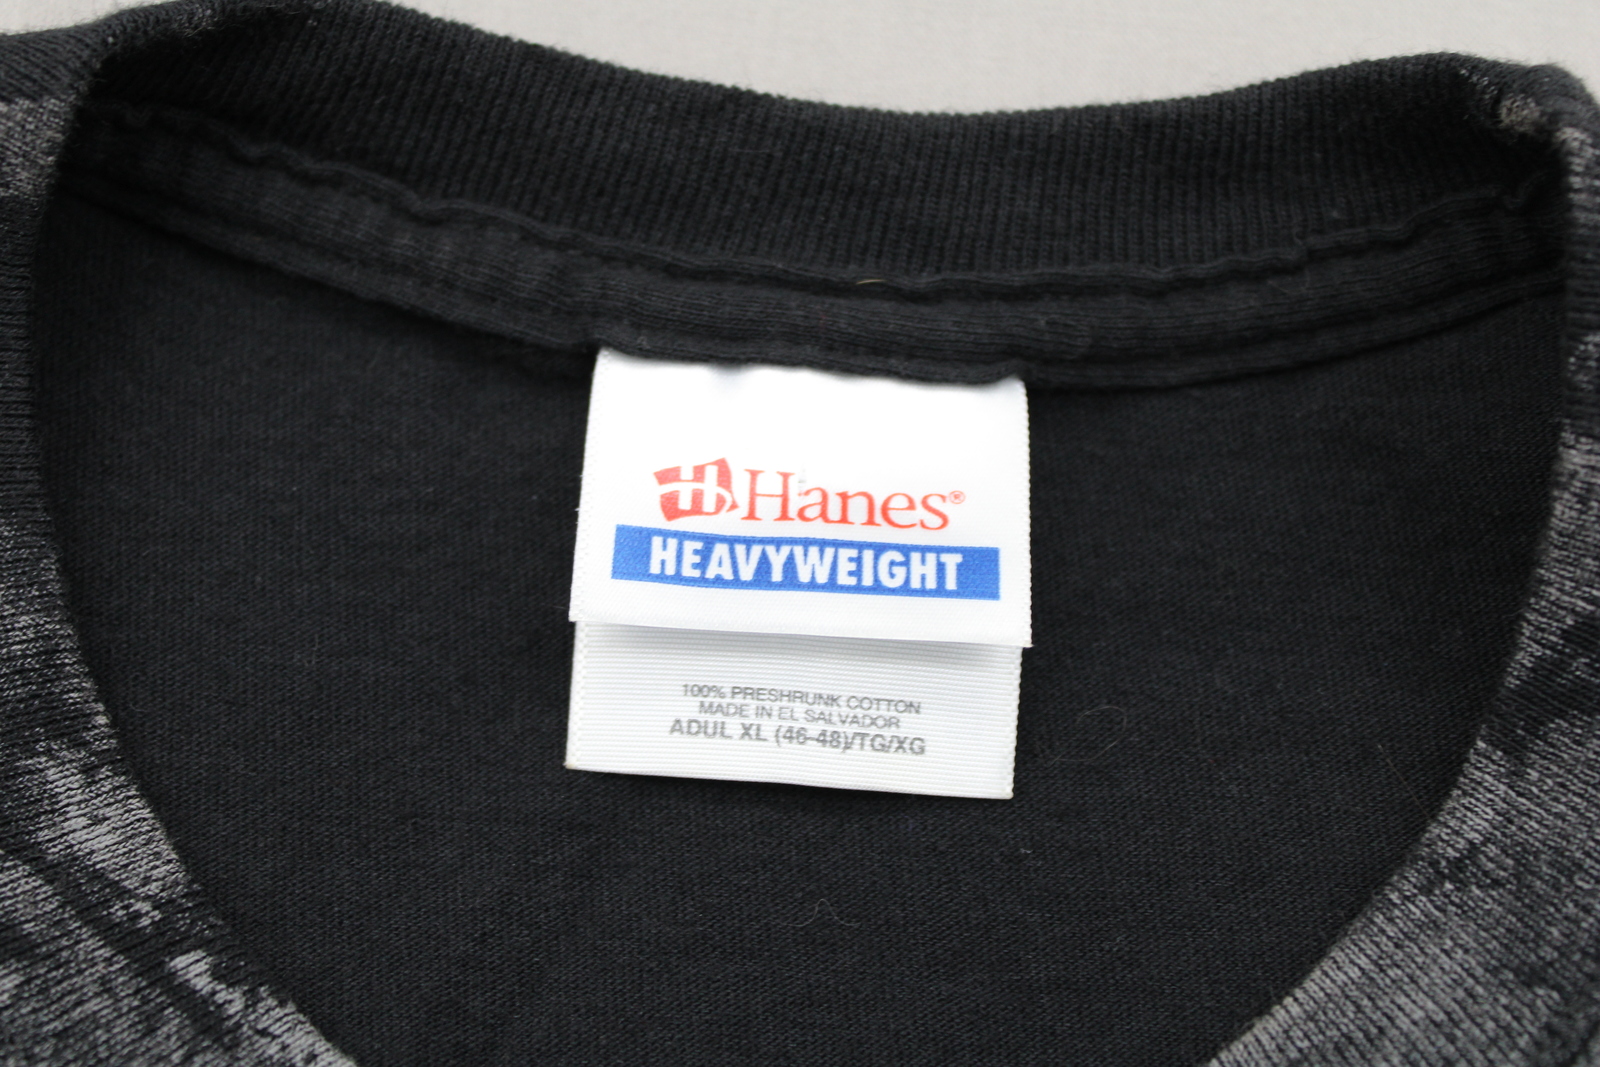 H Hanes®
HEAVYWEIGHT
100% PRESHRUNK COTTON
MADE IN EL SALVADOR
ADUL XL (46-48)/TG/XG